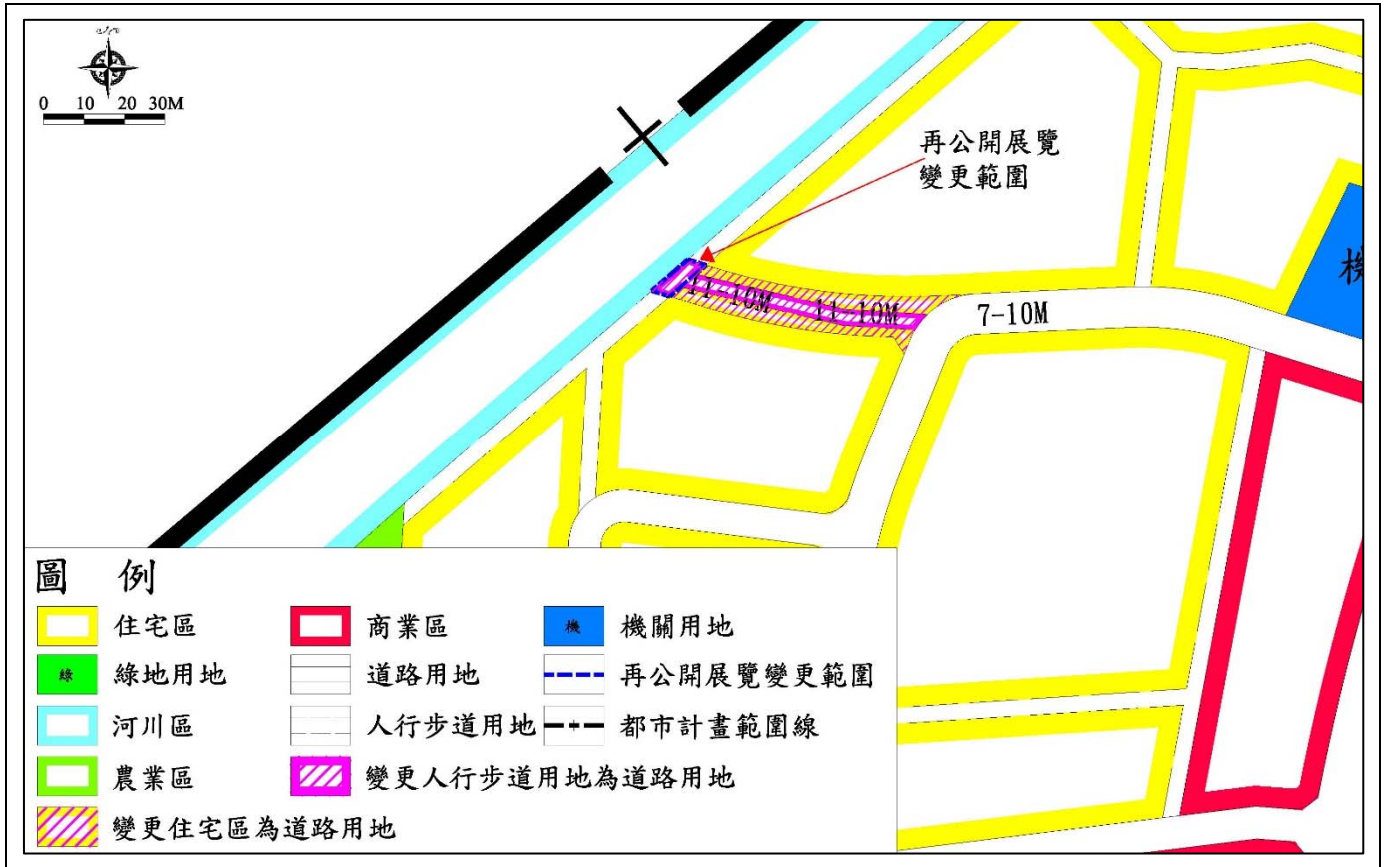 0 10 20 30M
再公開展覽
變更範圍
機
11-10M 11-10M 7-10M
圖 例
住宅區 商業區 機 機關用地
綠 綠地用地 道路用地 再公開展覽變更範圍
河川區 人行步道用地 都市計畫範圍線
農業區 變更人行步道用地為道路用地
變更住宅區為道路用地